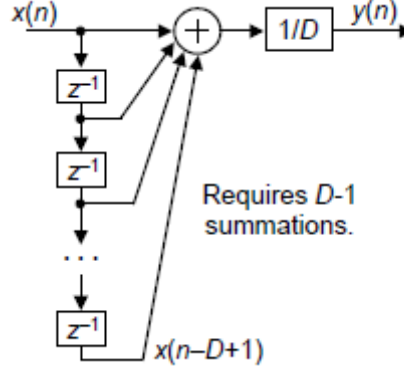 x(n)
+
1/D
y(n)
z⁻¹
z⁻¹
Requires D-1
summations.
...
z⁻¹
x(n–D+1)